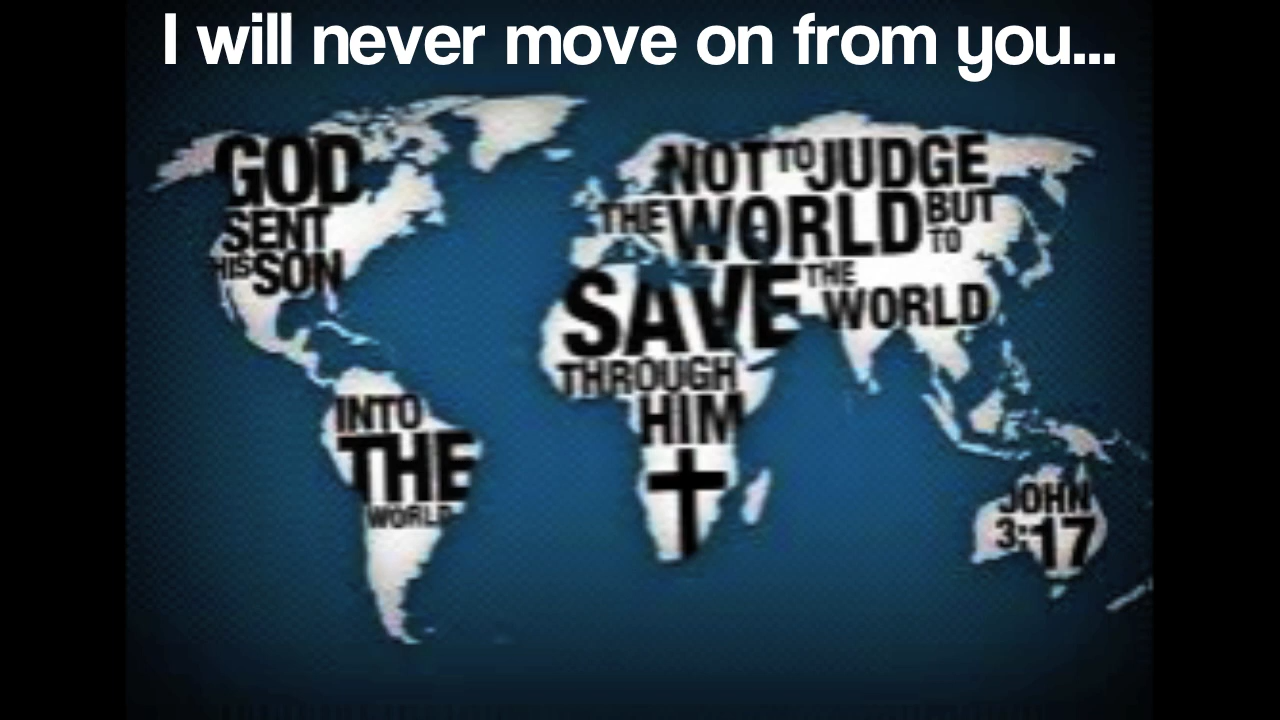 I will never move on from you...
GOD
SENT
HIS SON
INTO
THE
WORLD
NOT TO JUDGE
THE WORLD BUT
TO
SAVE THE
WORLD
THROUGH
HIM
JOHN
3:17